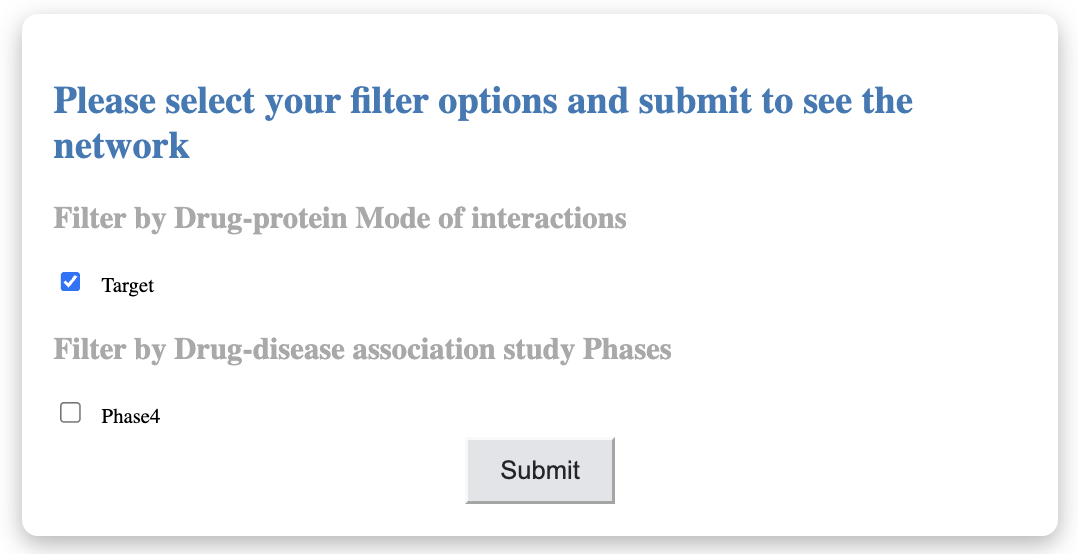 Please select your filter options and submit to see the
network
Filter by Drug-protein Mode of interactions
Target
Filter by Drug-disease association study Phases
Phase4
Submit